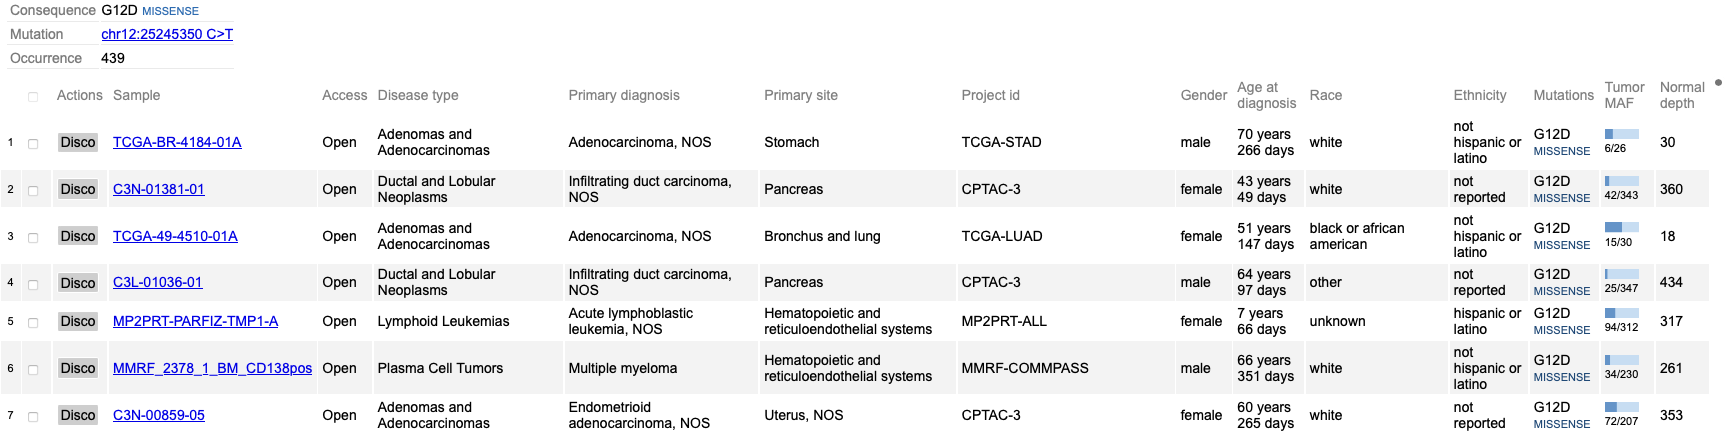 Consequence G12D MISSENSE
Mutation chr12:25245350 C>T
Occurrence 439
Actions Sample Access Disease type Primary diagnosis Primary site Project id Gender Age at diagnosis Race Ethnicity Mutations Tumor MAF Normal depth
1 Disco TCGA-BR-4184-01A Open Adenomas and Adenocarcinomas Adenocarcinoma, NOS Stomach TCGA-STAD male 70 years 266 days white not hispanic or latino G12D MISSENSE 6/26 30
2 Disco C3N-01381-01 Open Ductal and Lobular Neoplasms Infiltrating duct carcinoma, NOS Pancreas CPTAC-3 female 43 years 49 days white not reported G12D MISSENSE 42/343 360
3 Disco TCGA-49-4510-01A Open Adenomas and Adenocarcinomas Adenocarcinoma, NOS Bronchus and lung TCGA-LUAD female 51 years 147 days black or african american not hispanic or latino G12D MISSENSE 15/30 18
4 Disco C3L-01036-01 Open Ductal and Lobular Neoplasms Infiltrating duct carcinoma, NOS Pancreas CPTAC-3 male 64 years 97 days other not reported G12D MISSENSE 25/347 434
5 Disco MP2PRT-PARFIZ-TMP1-A Open Lymphoid Leukemias Acute lymphoblastic leukemia, NOS Hematopoietic and reticuloendothelial systems MP2PRT-ALL female 7 years 66 days unknown hispanic or latino G12D MISSENSE 94/312 317
6 Disco MMRF_2378_1_BM_CD138pos Open Plasma Cell Tumors Multiple myeloma Hematopoietic and reticuloendothelial systems MMRF-COMMPASS male 66 years 351 days white not hispanic or latino G12D MISSENSE 34/230 261
7 Disco C3N-00859-05 Open Adenomas and Adenocarcinomas Endometrioid adenocarcinoma, NOS Uterus, NOS CPTAC-3 female 60 years 265 days white not reported G12D MISSENSE 72/207 353